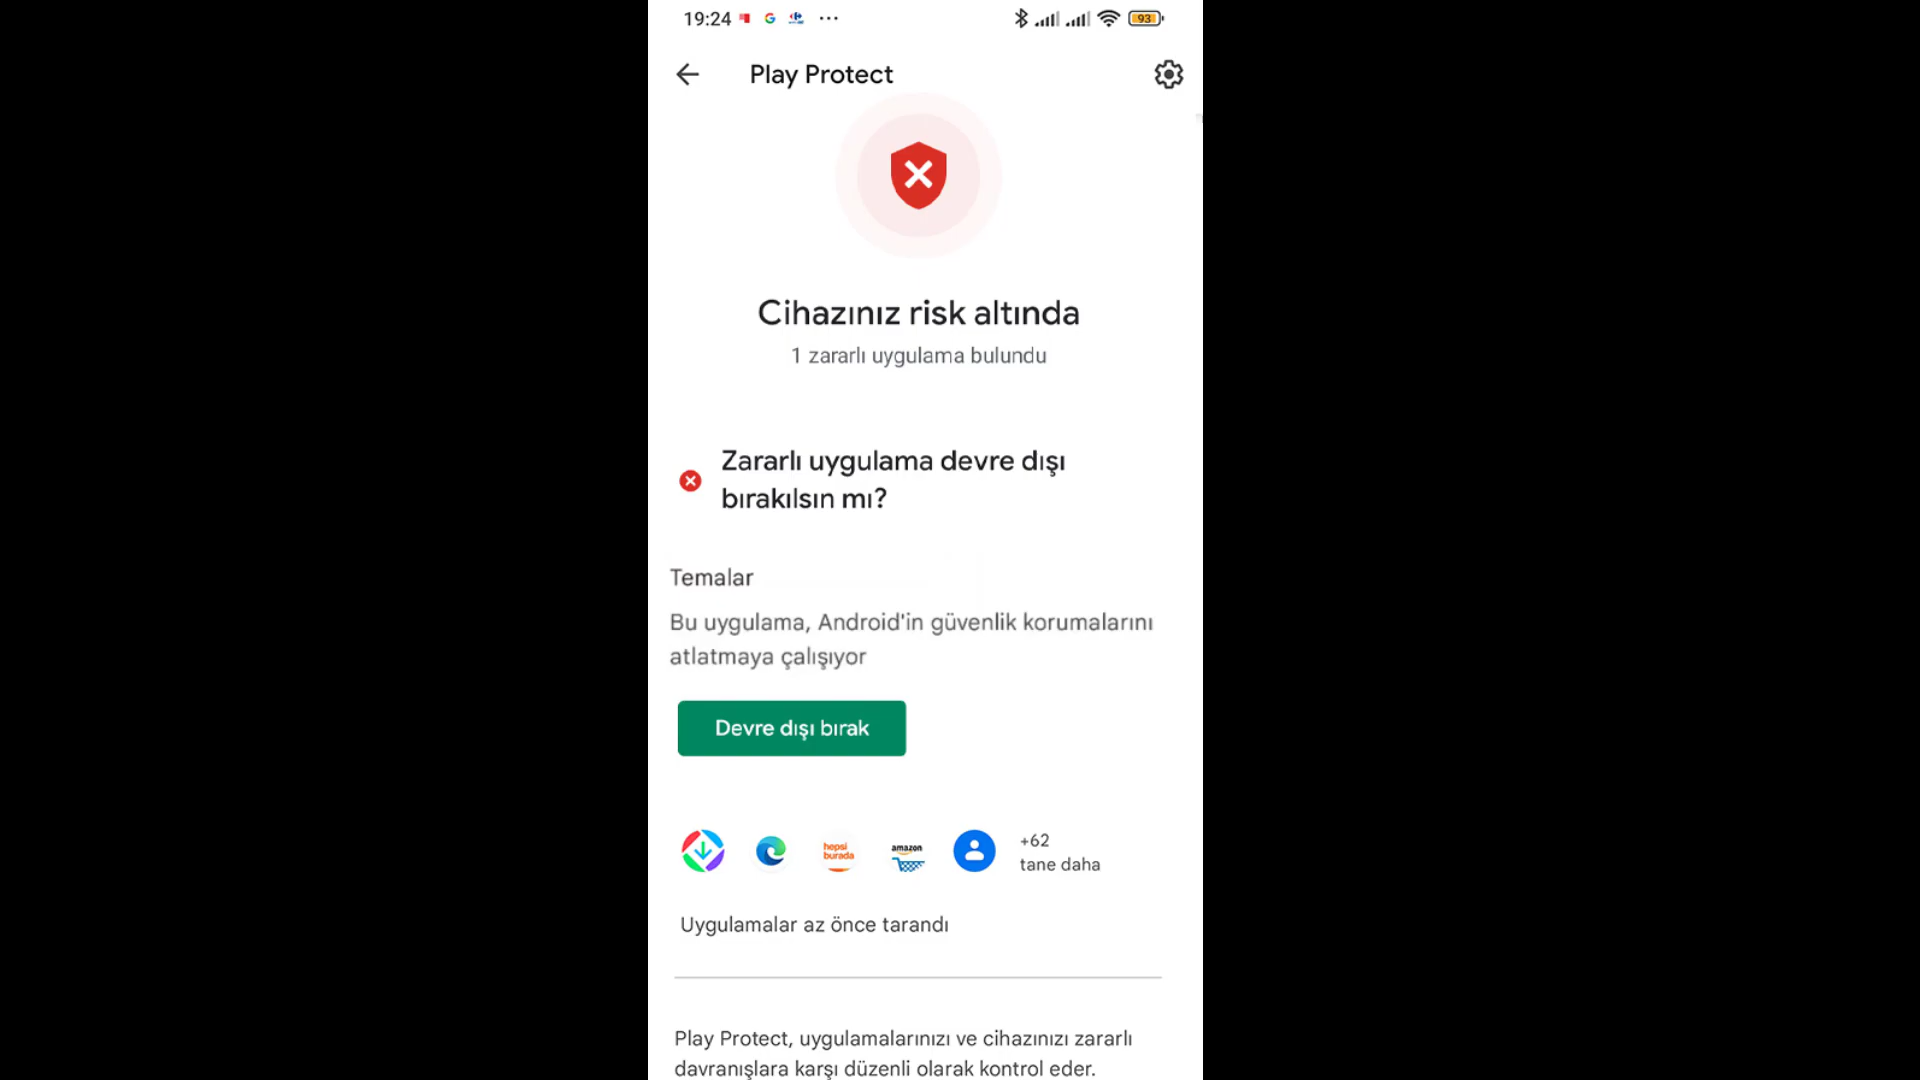 19:24
93
Play Protect
Cihazınız risk altında
1 zararlı uygulama bulundu
Zararlı uygulama devre dışı
bırakılsın mı?
Temalar
Bu uygulama, Android'in güvenlik korumalarını
atlatmaya çalışıyor
Devre dışı bırak
hepsi
burada
amazon
+62
tane daha
Uygulamalar az önce tarandı
Play Protect, uygulamalarınızı ve cihazınızı zararlı
davranışlara karşı düzenli olarak kontrol eder.